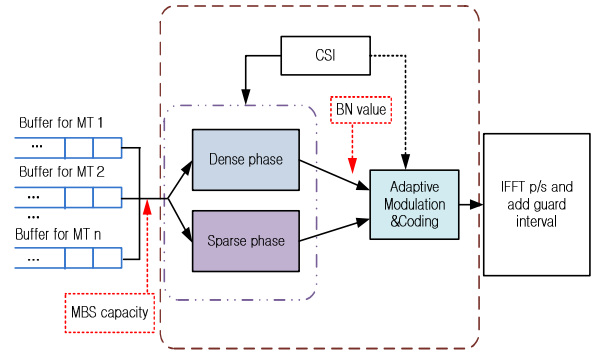 CSI
BN value
Buffer for MT 1
...
Buffer for MT 2
...
...
Buffer for MT n
...
Dense phase
Sparse phase
Adaptive
Modulation
&Coding
IFFT p/s and
add guard
interval
MBS capacity